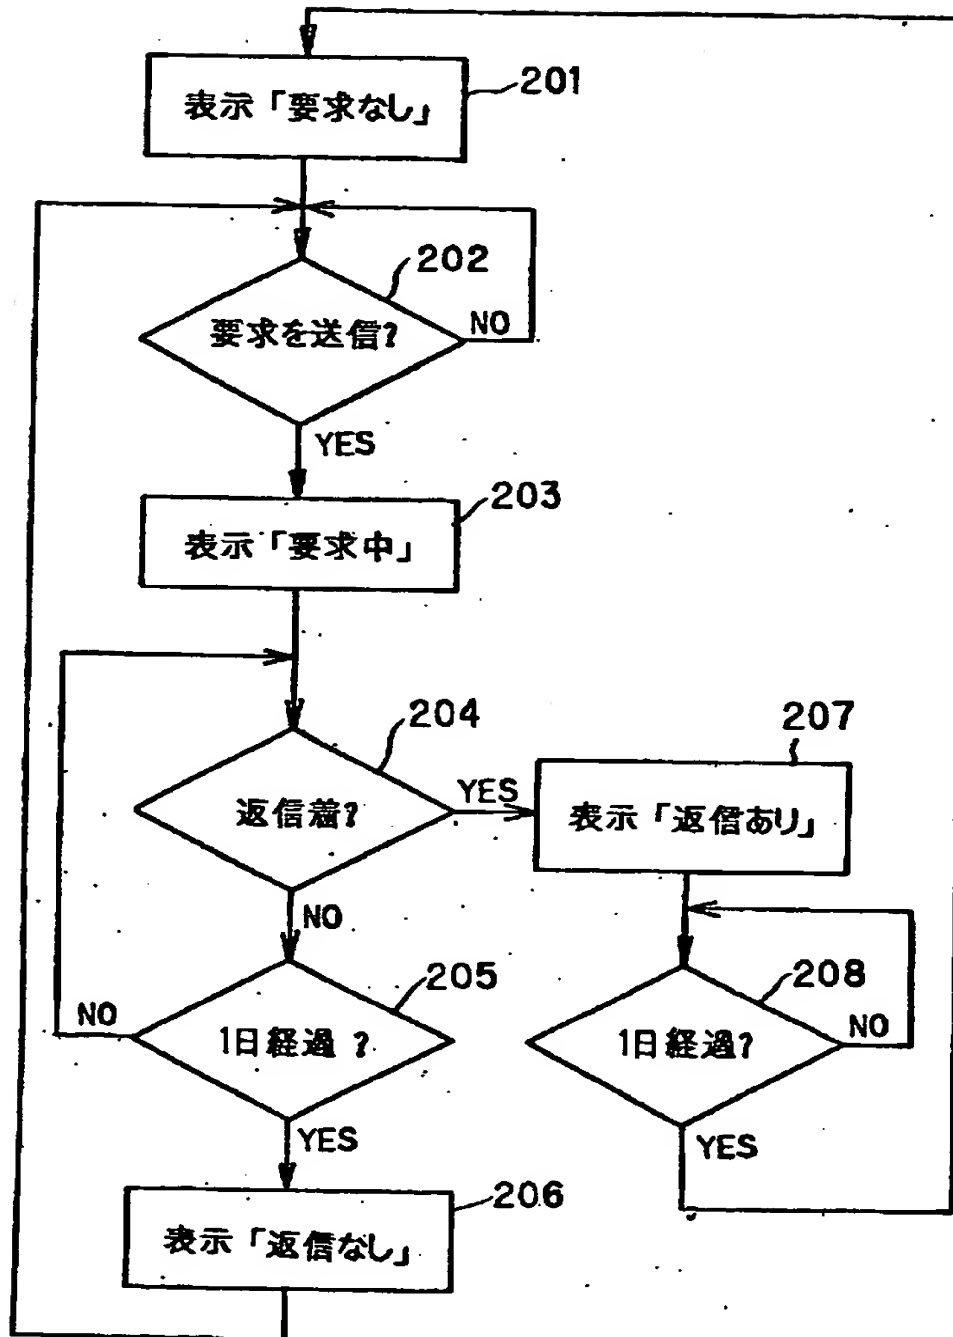 201
表示「要求なし」
202
要求を送信?
NO
YES
203
表示「要求中」
204
返信着?
YES
NO
207
表示「返信あり」
205
1日経過?
NO
YES
208
1日経過?
NO
YES
206
表示「返信なし」